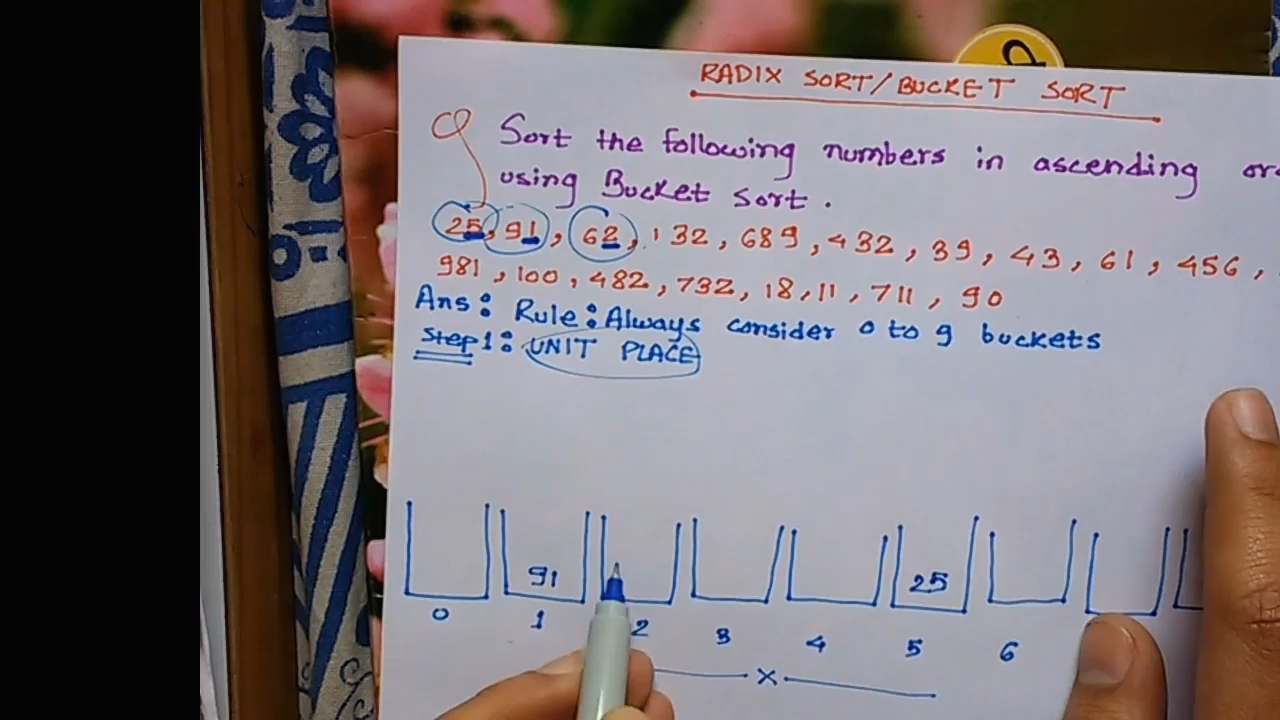 RADIX SORT/BUCKET SORT
Q Sort the following numbers in ascending or
using Bucket sort.
25, 91, 62, 132, 689, 432, 39, 43, 61, 456,
981, 100, 482, 732, 18, 11, 711, 90
Ans: Rule: Always consider 0 to 9 buckets
Step1: UNIT PLACE
91 25
0 1 2 3 4 5 6
x